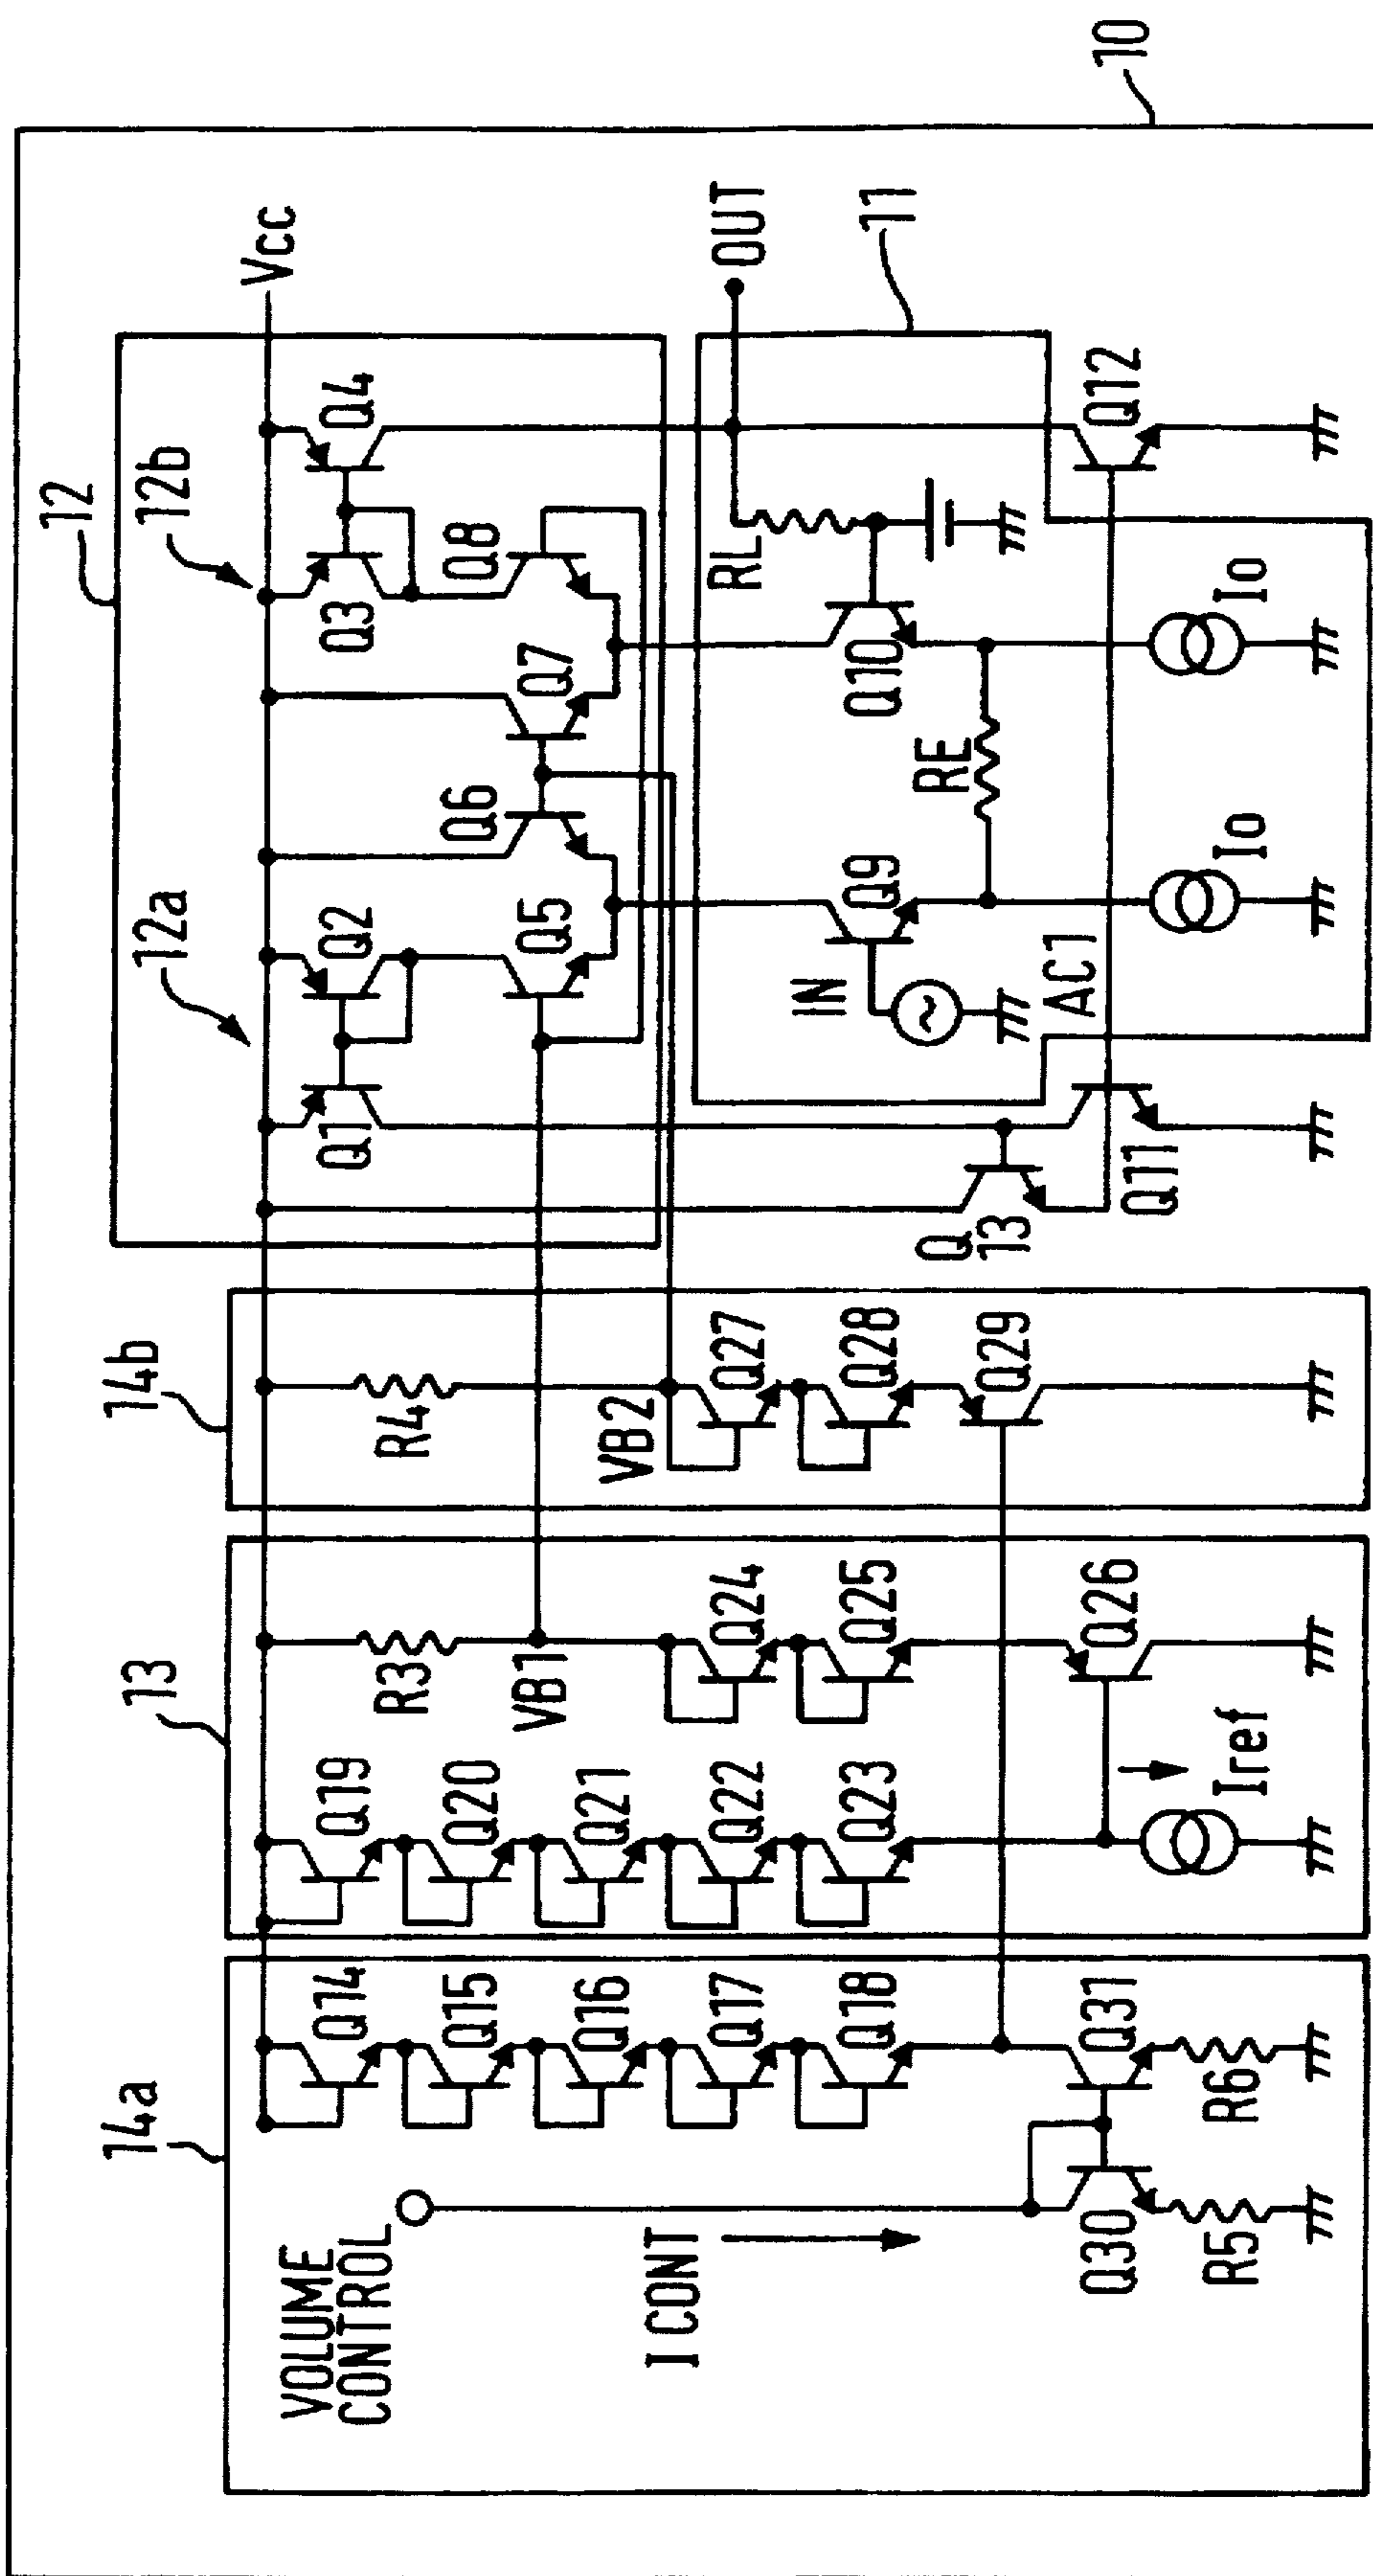 10
12
12a
12b
Vcc
Q1
Q2
Q3
Q4
Q5
Q6
Q7
Q8
OUT
11
RL
IN
Q9
RE
Q10
AC1
Io
Io
Q
13
Q11
Q12
14b
R4
VB2
Q27
Q28
Q29
13
Q19
Q20
Q21
Q22
Q23
R3
VB1
Q24
Q25
Q26
Iref
14a
VOLUME
CONTROL
I CONT
Q14
Q15
Q16
Q17
Q18
Q30
Q31
R5
R6